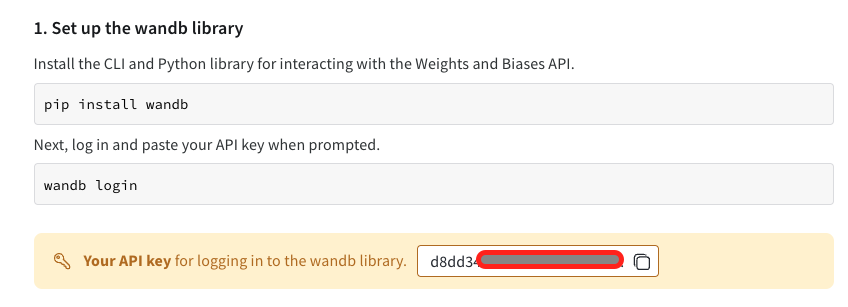 1. Set up the wandb library
Install the CLI and Python library for interacting with the Weights and Biases API.
pip install wandb
Next, log in and paste your API key when prompted.
wandb login
Your API key for logging in to the wandb library. d8dd34